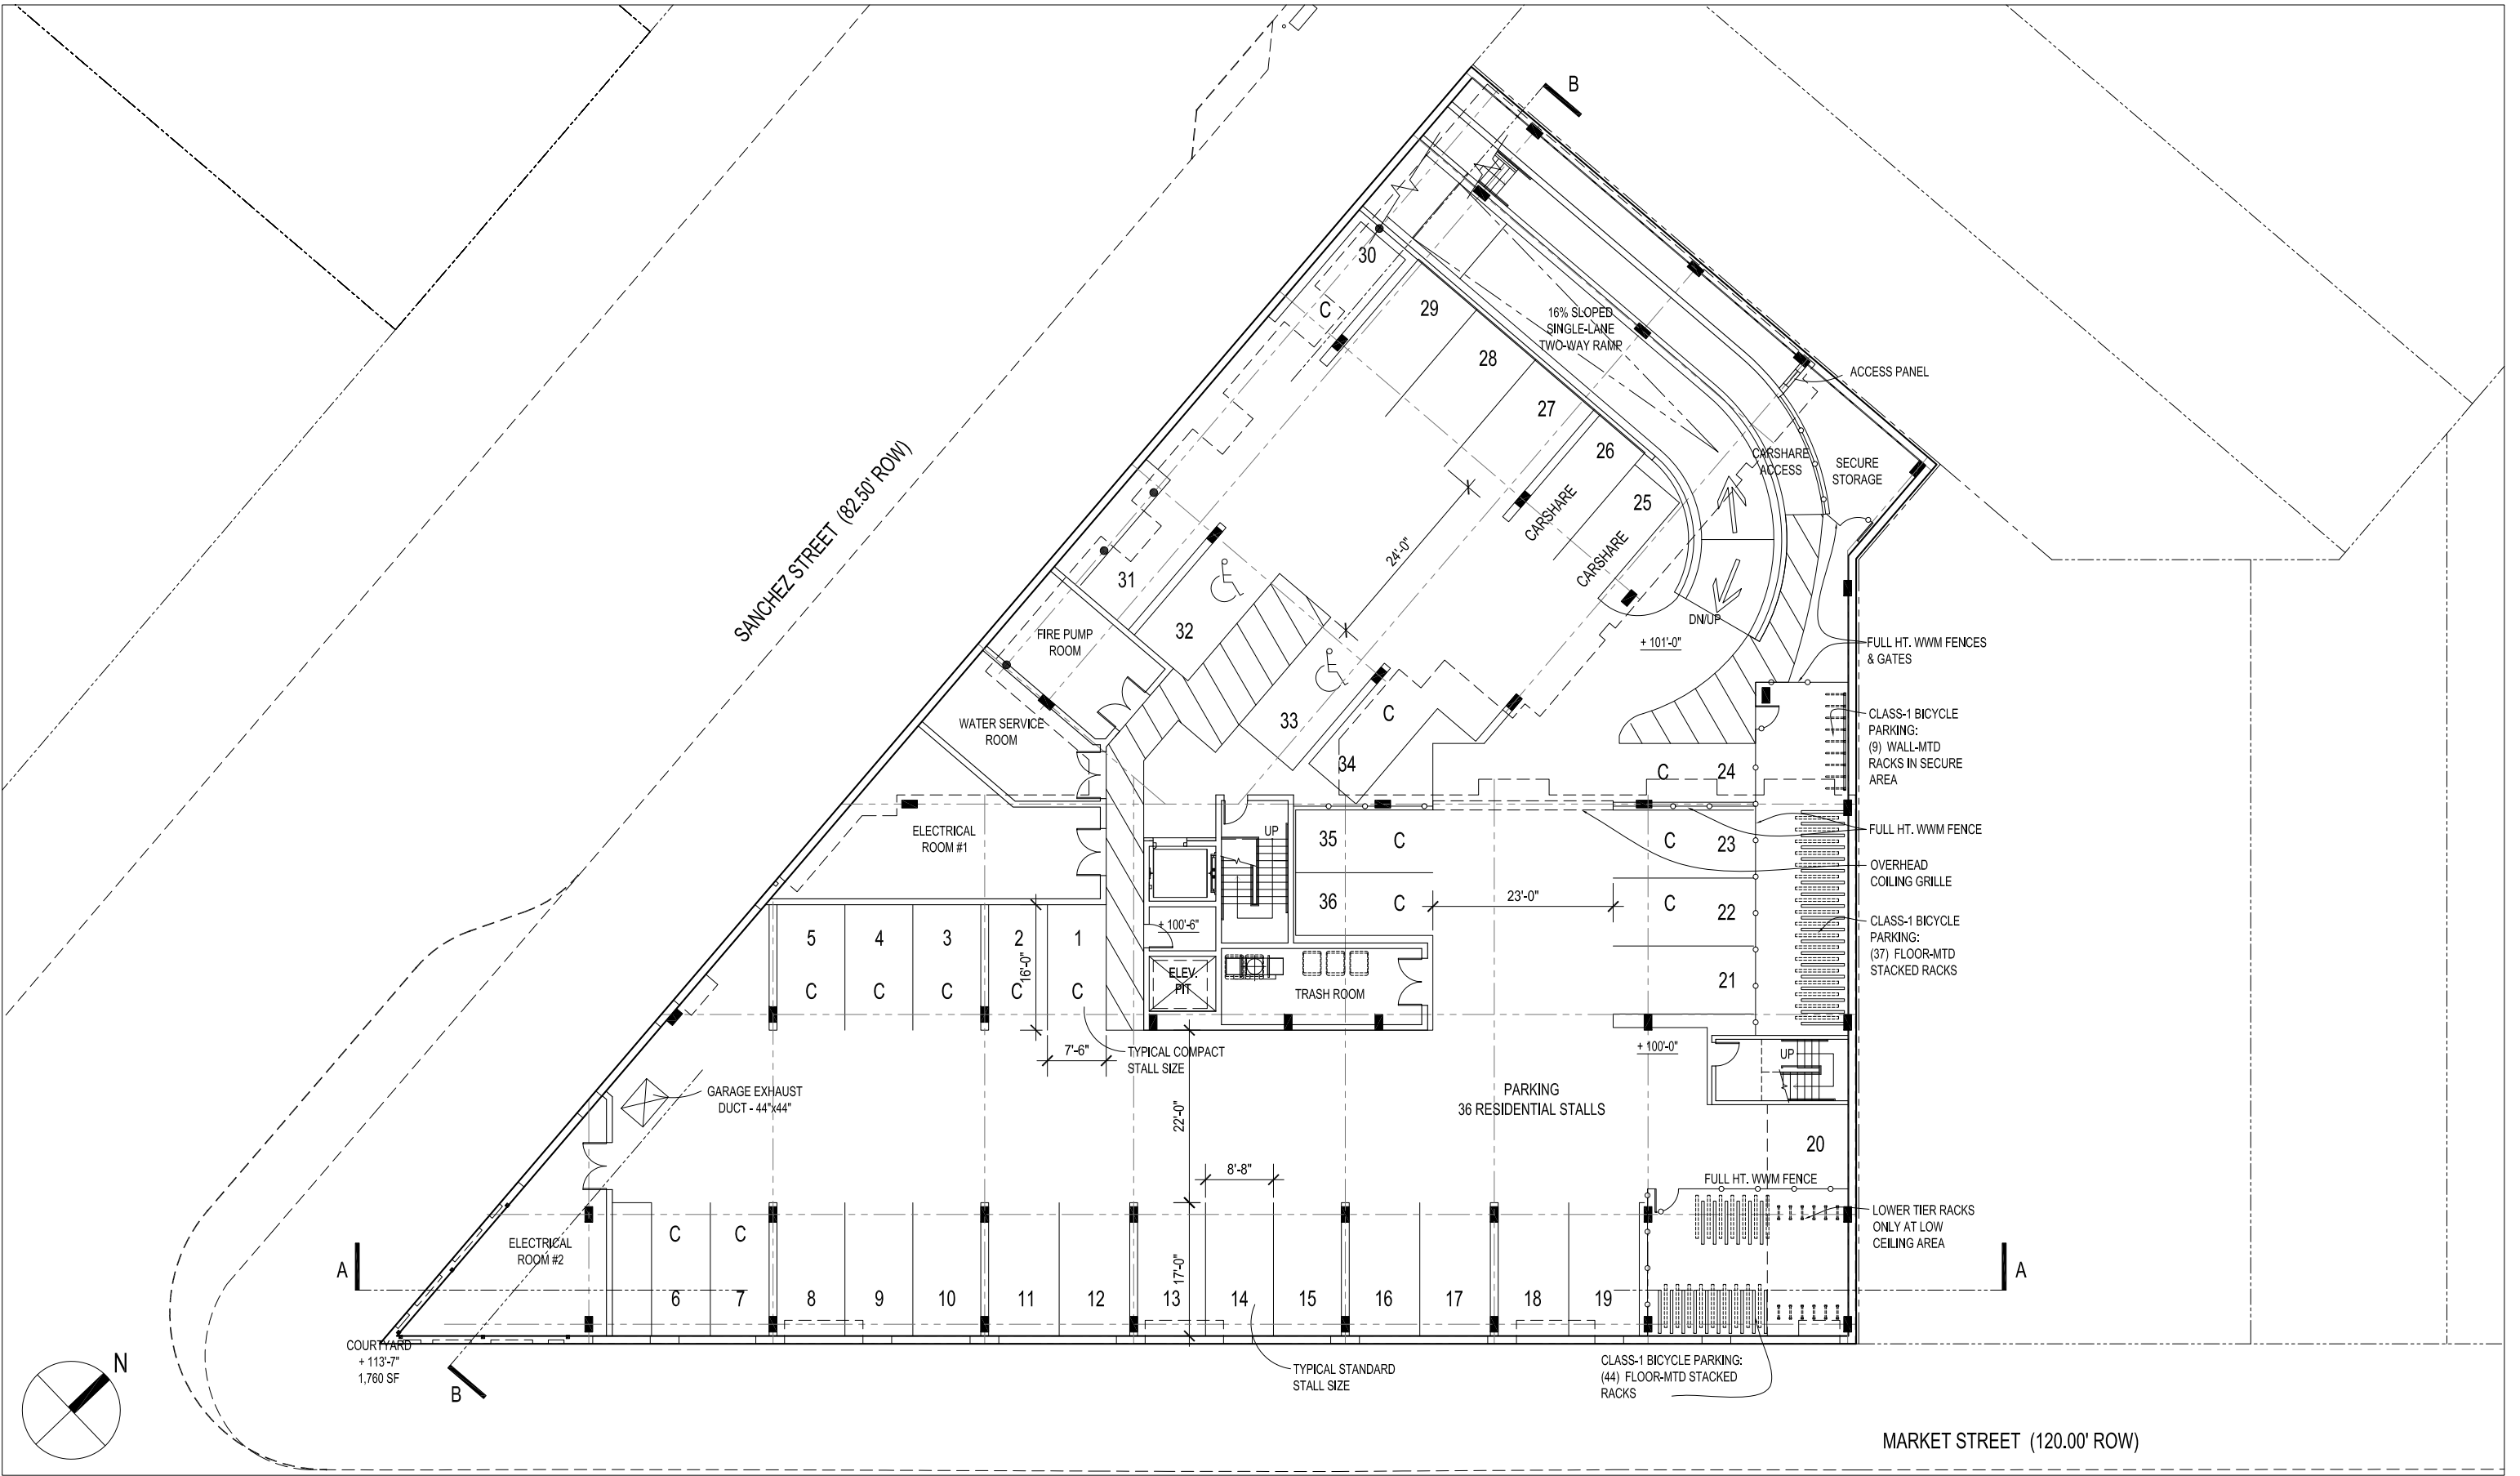 B
30
C
29
28
27
26
25
16% SLOPED
SINGLE-LANE
TWO-WAY RAMP
ACCESS PANEL
CARSHARE
ACCESS
SECURE
STORAGE
CARSHARE
CARSHARE
24'-0"
SANCHEZ STREET (82.50' ROW)
31
32
33
34
C
FIRE PUMP
ROOM
WATER SERVICE
ROOM
DN/UP
+ 101'-0"
FULL HT. WWM FENCES
& GATES
CLASS-1 BICYCLE
PARKING:
(9) WALL-MTD
RACKS IN SECURE
AREA
C 24
ELECTRICAL
ROOM #1
UP
35 C
36 C
23'-0"
C 23
C 22
21
FULL HT. WWM FENCE
OVERHEAD
COILING GRILLE
CLASS-1 BICYCLE
PARKING:
(37) FLOOR-MTD
STACKED RACKS
5 4 3 2 1
C C C C C
16'-0"
+ 100'-6"
ELEV.
PIT
TRASH ROOM
7'-6"
TYPICAL COMPACT
STALL SIZE
+ 100'-0"
UP
GARAGE EXHAUST
DUCT - 44"x44"
22'-0"
PARKING
36 RESIDENTIAL STALLS
20
8'-8"
FULL HT. WWM FENCE
LOWER TIER RACKS
ONLY AT LOW
CEILING AREA
ELECTRICAL
ROOM #2
C C
17'-0"
A
A
6 7 8 9 10 11 12 13 14 15 16 17 18 19
COURTYARD
+ 113'-7"
1,760 SF
N
B
TYPICAL STANDARD
STALL SIZE
CLASS-1 BICYCLE PARKING:
(44) FLOOR-MTD STACKED
RACKS
MARKET STREET (120.00' ROW)